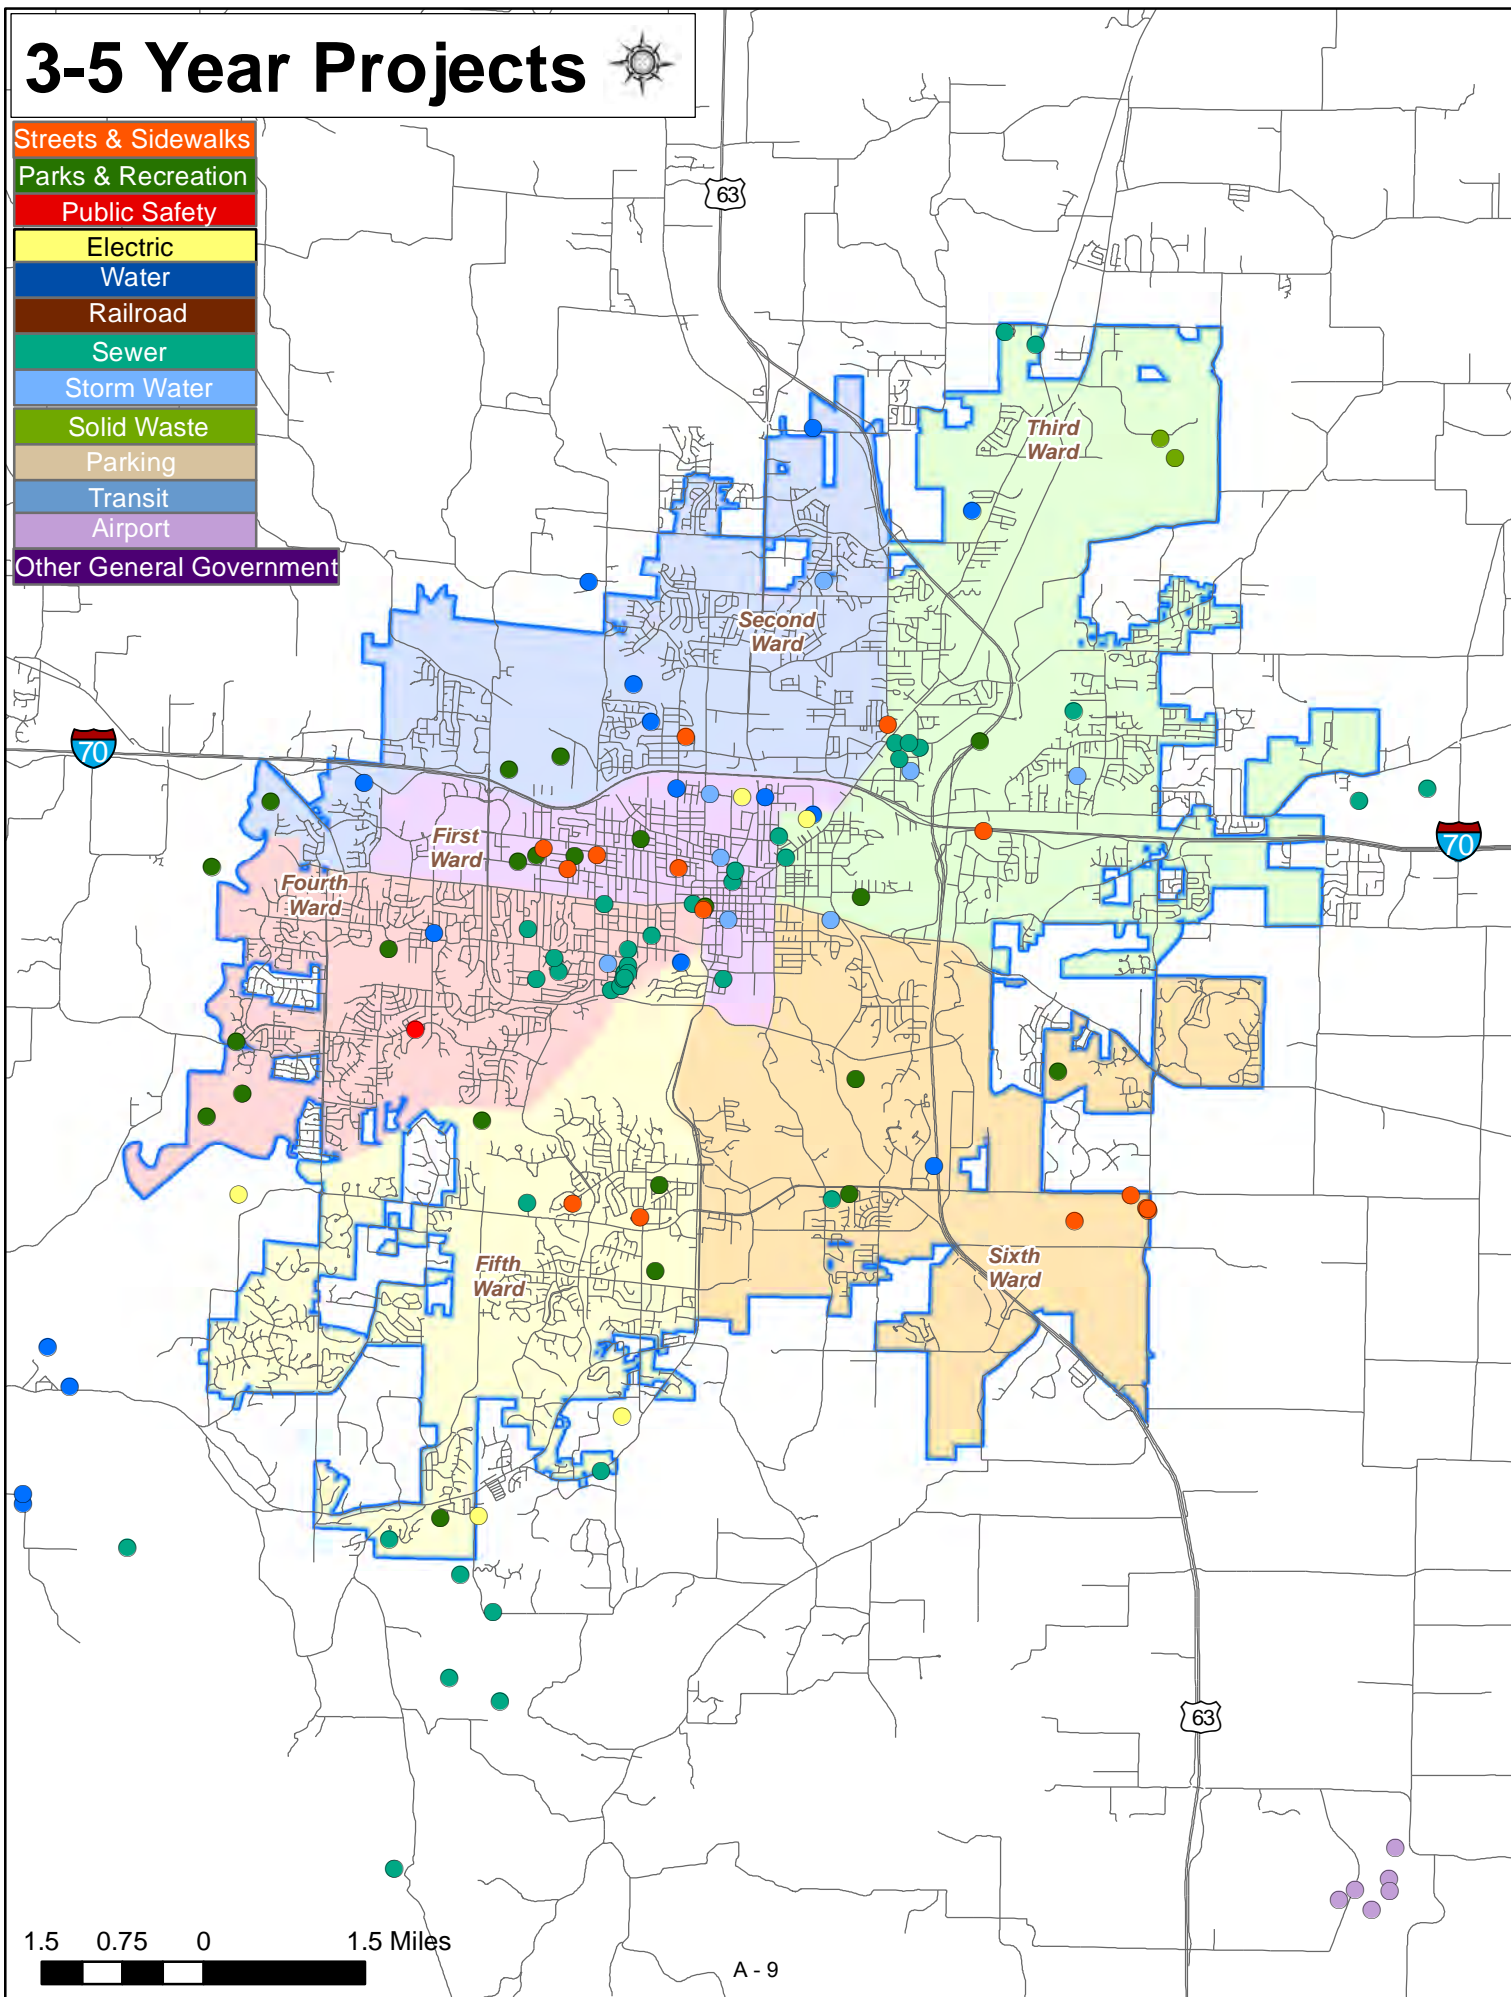 3-5 Year Projects
Streets & Sidewalks
Parks & Recreation
Public Safety
Electric
Water
Railroad
Sewer
Storm Water
Solid Waste
Parking
Transit
Airport
Other General Government
63
Third
Ward
Second
Ward
70
First
Ward
70
Fourth
Ward
Fifth
Ward
Sixth
Ward
63
1.5 0.75 0 1.5 Miles
A - 9